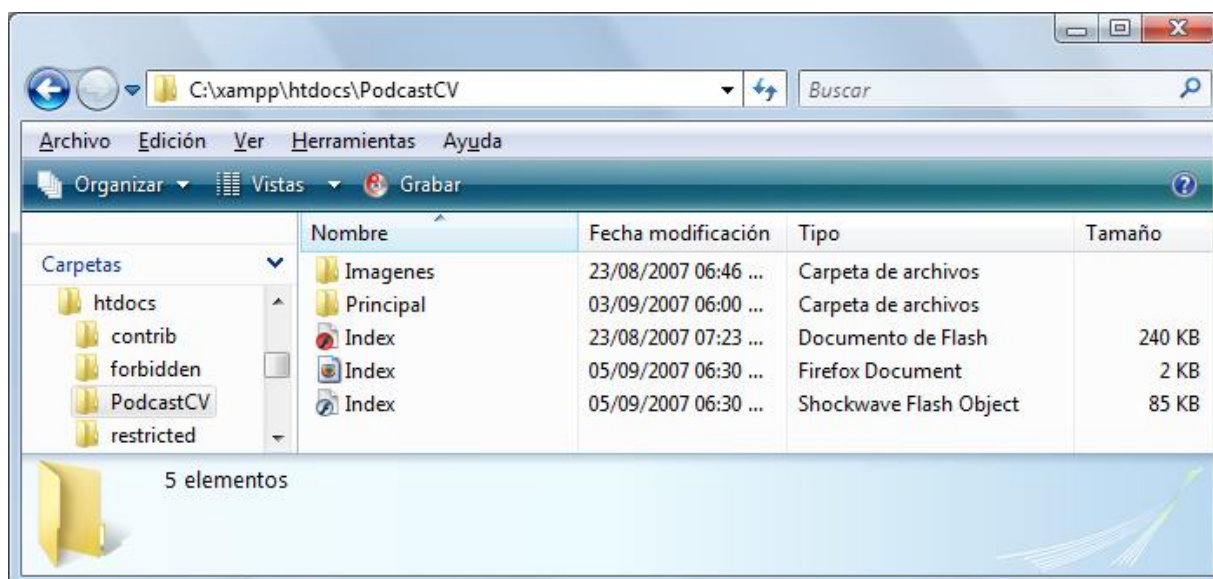 C:\xampp\htdocs\PodcastCV
Buscar
Archivo Edición Ver Herramientas Ayuda
Organizar Vistas Grabar
Nombre Fecha modificación Tipo Tamaño
Carpetas
htdocs
contrib
forbidden
PodcastCV
restricted
Imagenes 23/08/2007 06:46 ... Carpeta de archivos
Principal 03/09/2007 06:00 ... Carpeta de archivos
Index 23/08/2007 07:23 ... Documento de Flash 240 KB
Index 05/09/2007 06:30 ... Firefox Document 2 KB
Index 05/09/2007 06:30 ... Shockwave Flash Object 85 KB
5 elementos